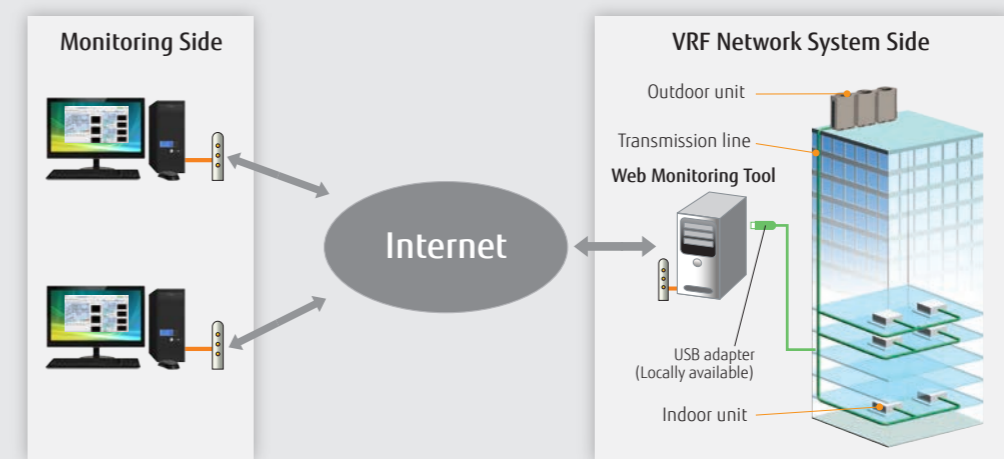 Monitoring Side
VRF Network System Side
Outdoor unit
Transmission line
Web Monitoring Tool
Internet
USB adapter
(Locally available)
Indoor unit